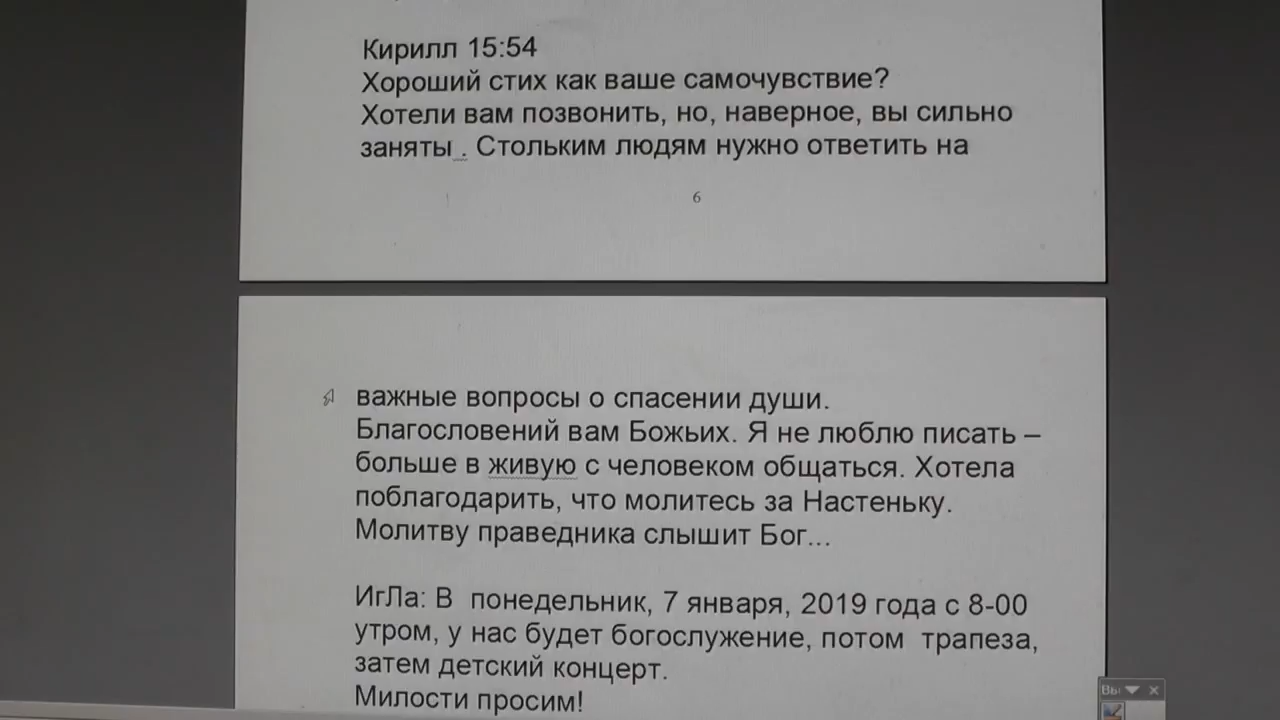 Кирилл 15:54
Хороший стих как ваше самочувствие?
Хотели вам позвонить, но, наверное, вы сильно
заняты . Стольким людям нужно ответить на
6
важные вопросы о спасении души.
Благословений вам Божьих. Я не люблю писать –
больше в живую с человеком общаться. Хотела
поблагодарить, что молитесь за Настеньку.
Молитву праведника слышит Бог...
ИгЛа: В понедельник, 7 января, 2019 года с 8-00
утром, у нас будет богослужение, потом трапеза,
затем детский концерт.
Милости просим!